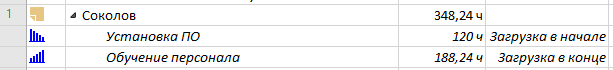 1 Соколов 348,24 ч
Установка ПО 120 ч Загрузка в начале
Обучение персонала 188,24 ч Загрузка в конце